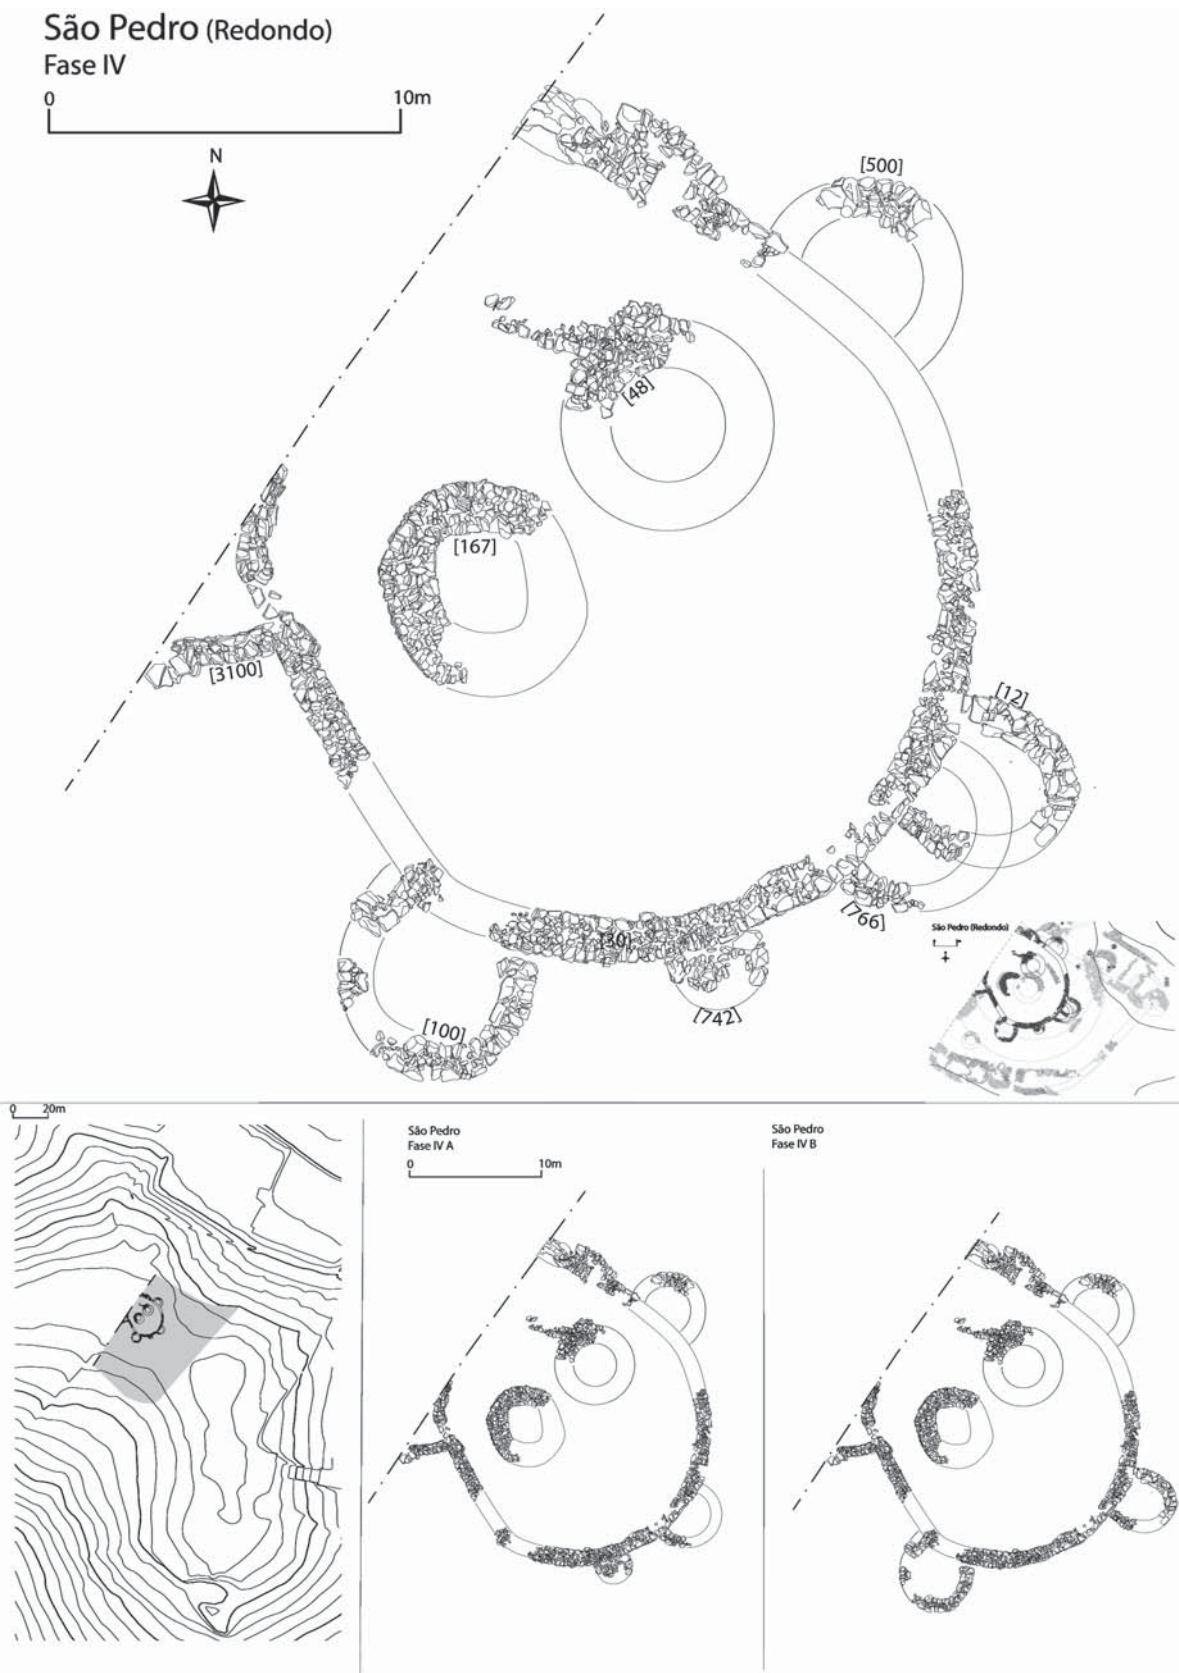 São Pedro (Redondo)
Fase IV
0 10m
N
[500]
[48]
[167]
[3100]
[12]
[30]
[766]
[742]
[100]
São Pedro (Redondo)
0 20m
São Pedro
Fase IV A
0 10m
São Pedro
Fase IV B